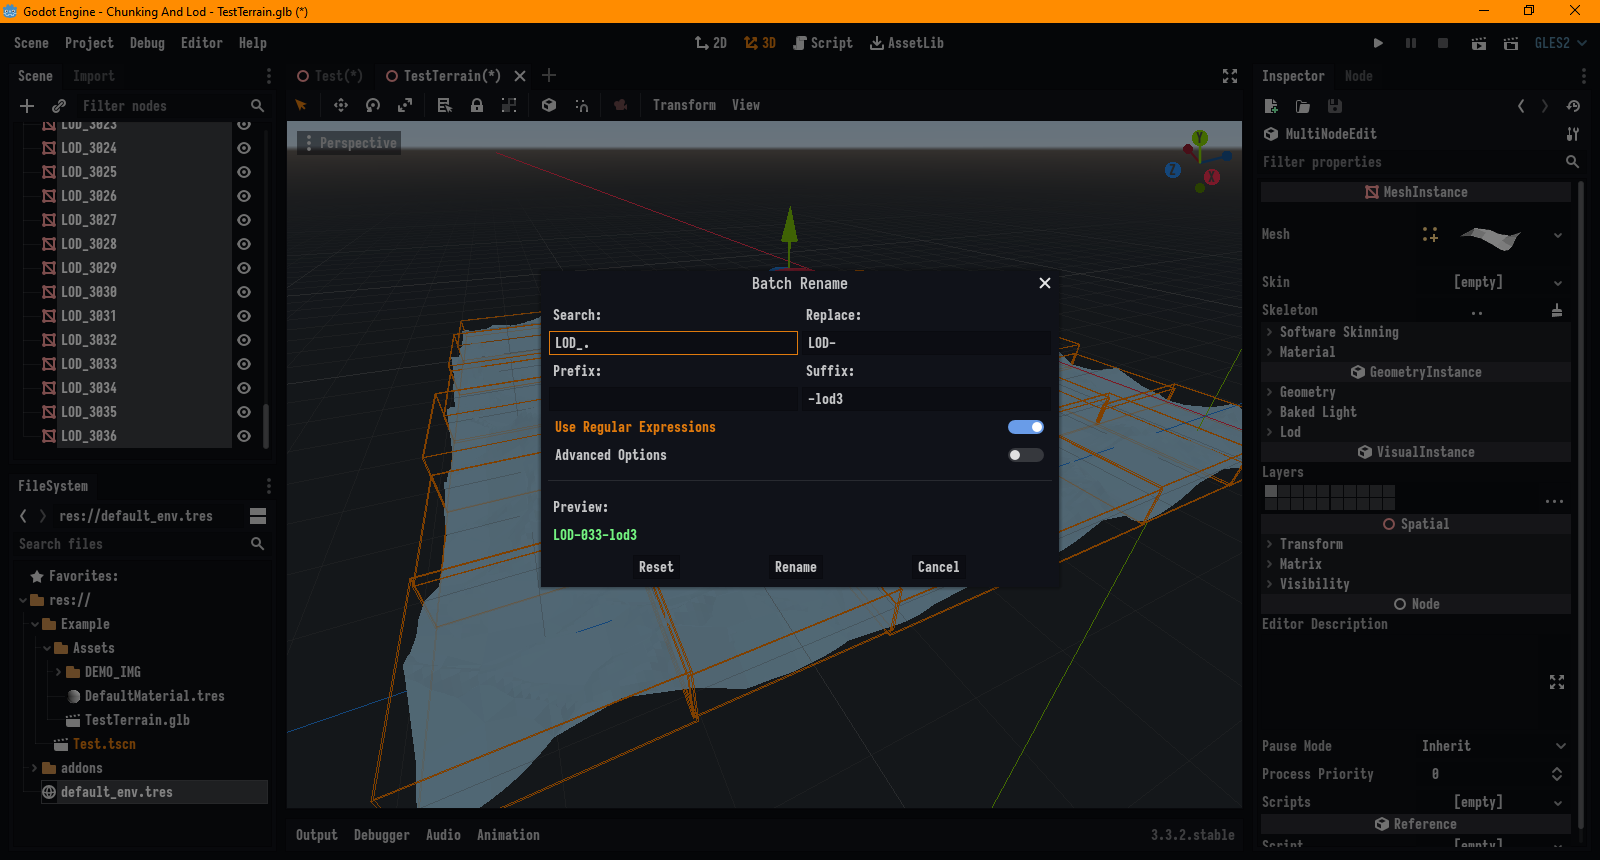 Godot Engine - Chunking And Lod - TestTerrain.glb (*)
Scene Project Debug Editor Help
2D 3D Script AssetLib
GLES2
Scene Import
Filter nodes
LOD_3023
LOD_3024
LOD_3025
LOD_3026
LOD_3027
LOD_3028
LOD_3029
LOD_3030
LOD_3031
LOD_3032
LOD_3033
LOD_3034
LOD_3035
LOD_3036
FileSystem
res://default_env.tres
Search files
Favorites:
res://
Example
Assets
DEMO_IMG
DefaultMaterial.tres
TestTerrain.glb
Test.tscn
addons
default_env.tres
Test(*) TestTerrain(*)
Transform View
Perspective
Y
Z
X
Batch Rename
Search: Replace:
LOD_. LOD-
Prefix: Suffix:
-lod3
Use Regular Expressions
Advanced Options
Preview:
LOD-033-lod3
Reset Rename Cancel
Output Debugger Audio Animation 3.3.2.stable
Inspector Node
MultiNodeEdit
Filter properties
MeshInstance
Mesh
Skin [empty]
Skeleton ..
Software Skinning
Material
GeometryInstance
Geometry
Baked Light
Lod
VisualInstance
Layers
Spatial
Transform
Matrix
Visibility
Node
Editor Description
Pause Mode Inherit
Process Priority 0
Scripts [empty]
Reference
Script [empty]